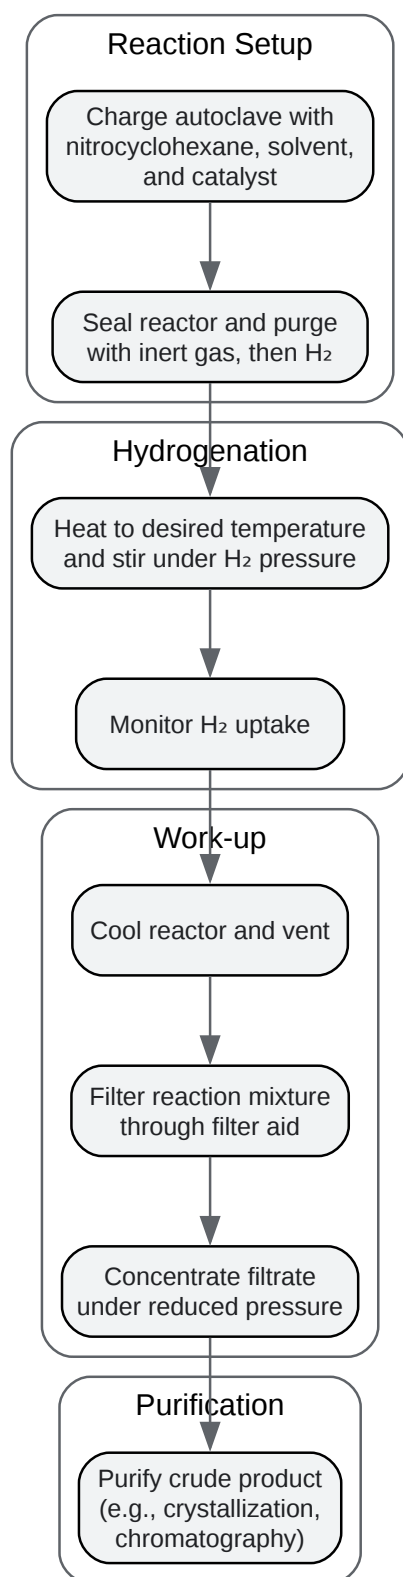 Reaction Setup
Charge autoclave with
nitrocyclohexane, solvent,
and catalyst
Seal reactor and purge
with inert gas, then H₂
Hydrogenation
Heat to desired temperature
and stir under H₂ pressure
Monitor H₂ uptake
Work-up
Cool reactor and vent
Filter reaction mixture
through filter aid
Concentrate filtrate
under reduced pressure
Purification
Purify crude product
(e.g., crystallization,
chromatography)